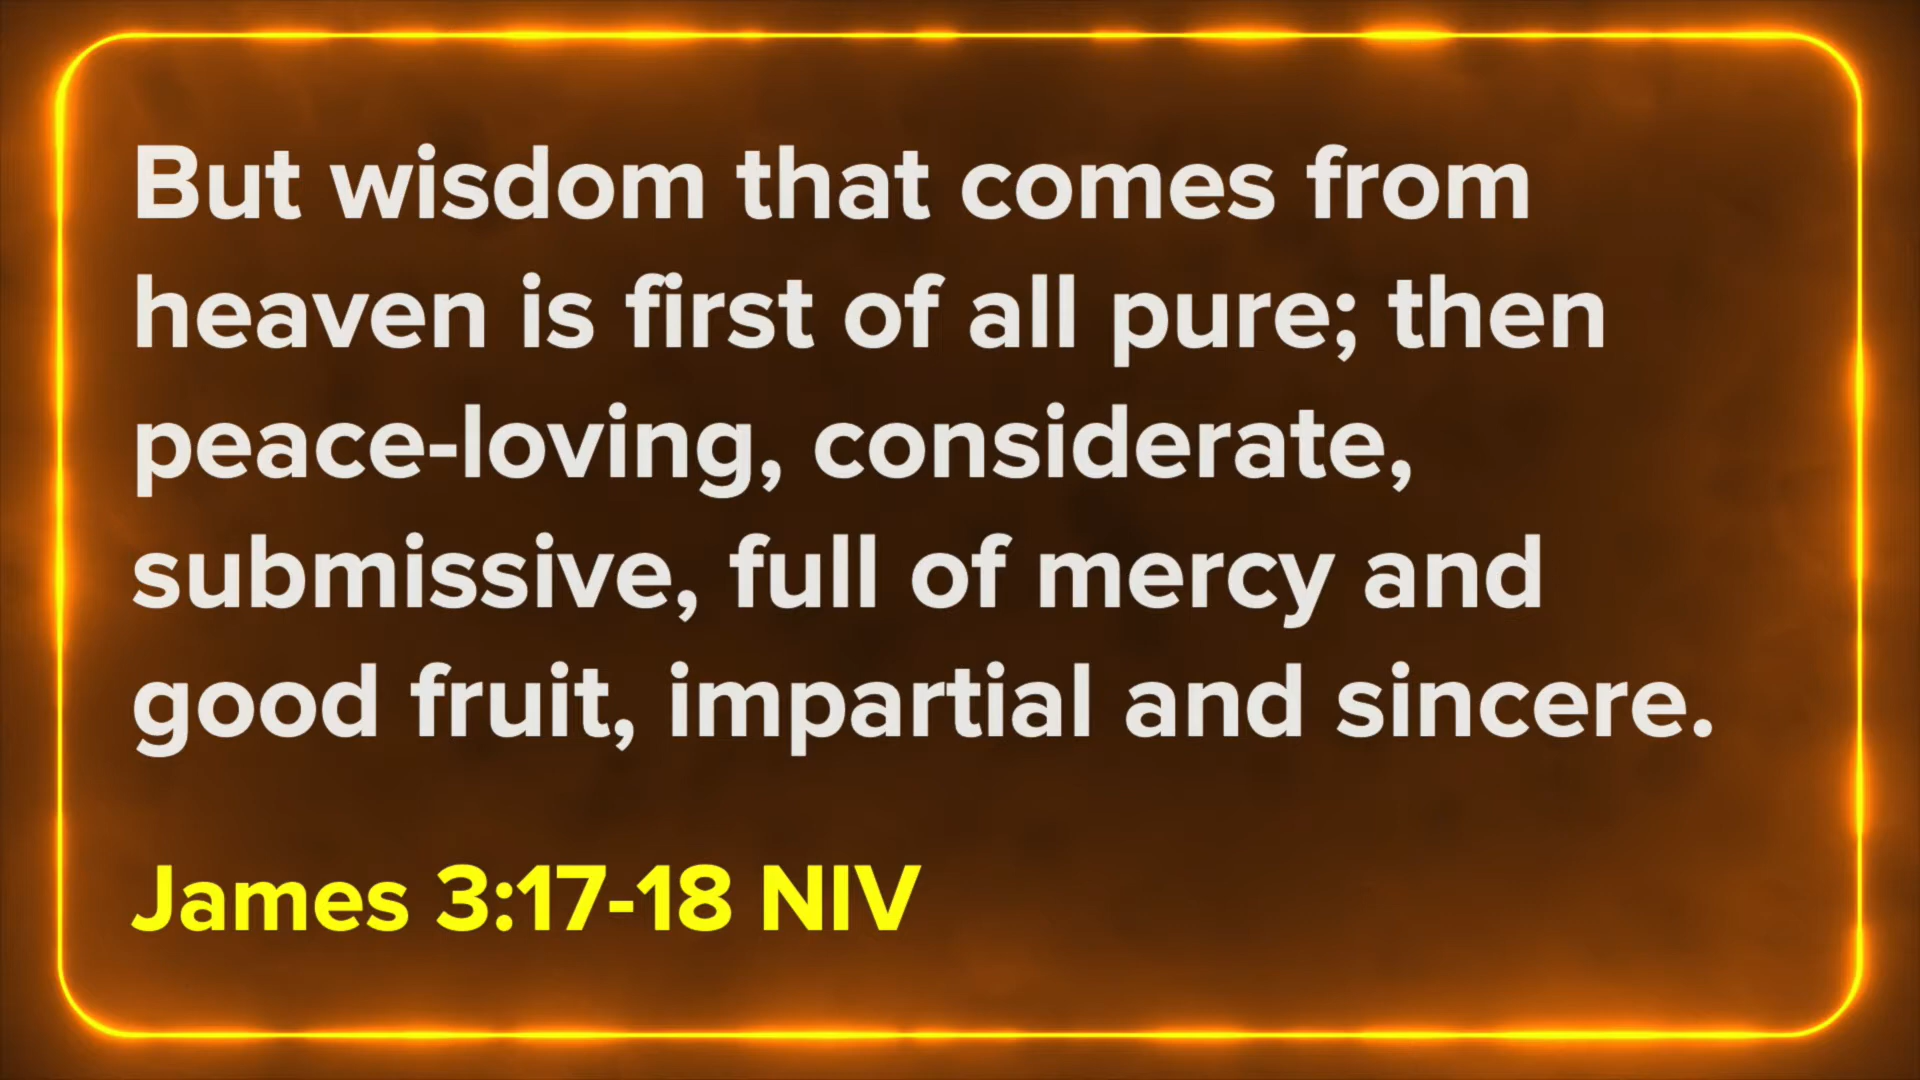 But wisdom that comes from
heaven is first of all pure; then
peace-loving, considerate,
submissive, full of mercy and
good fruit, impartial and sincere.
James 3:17-18 NIV